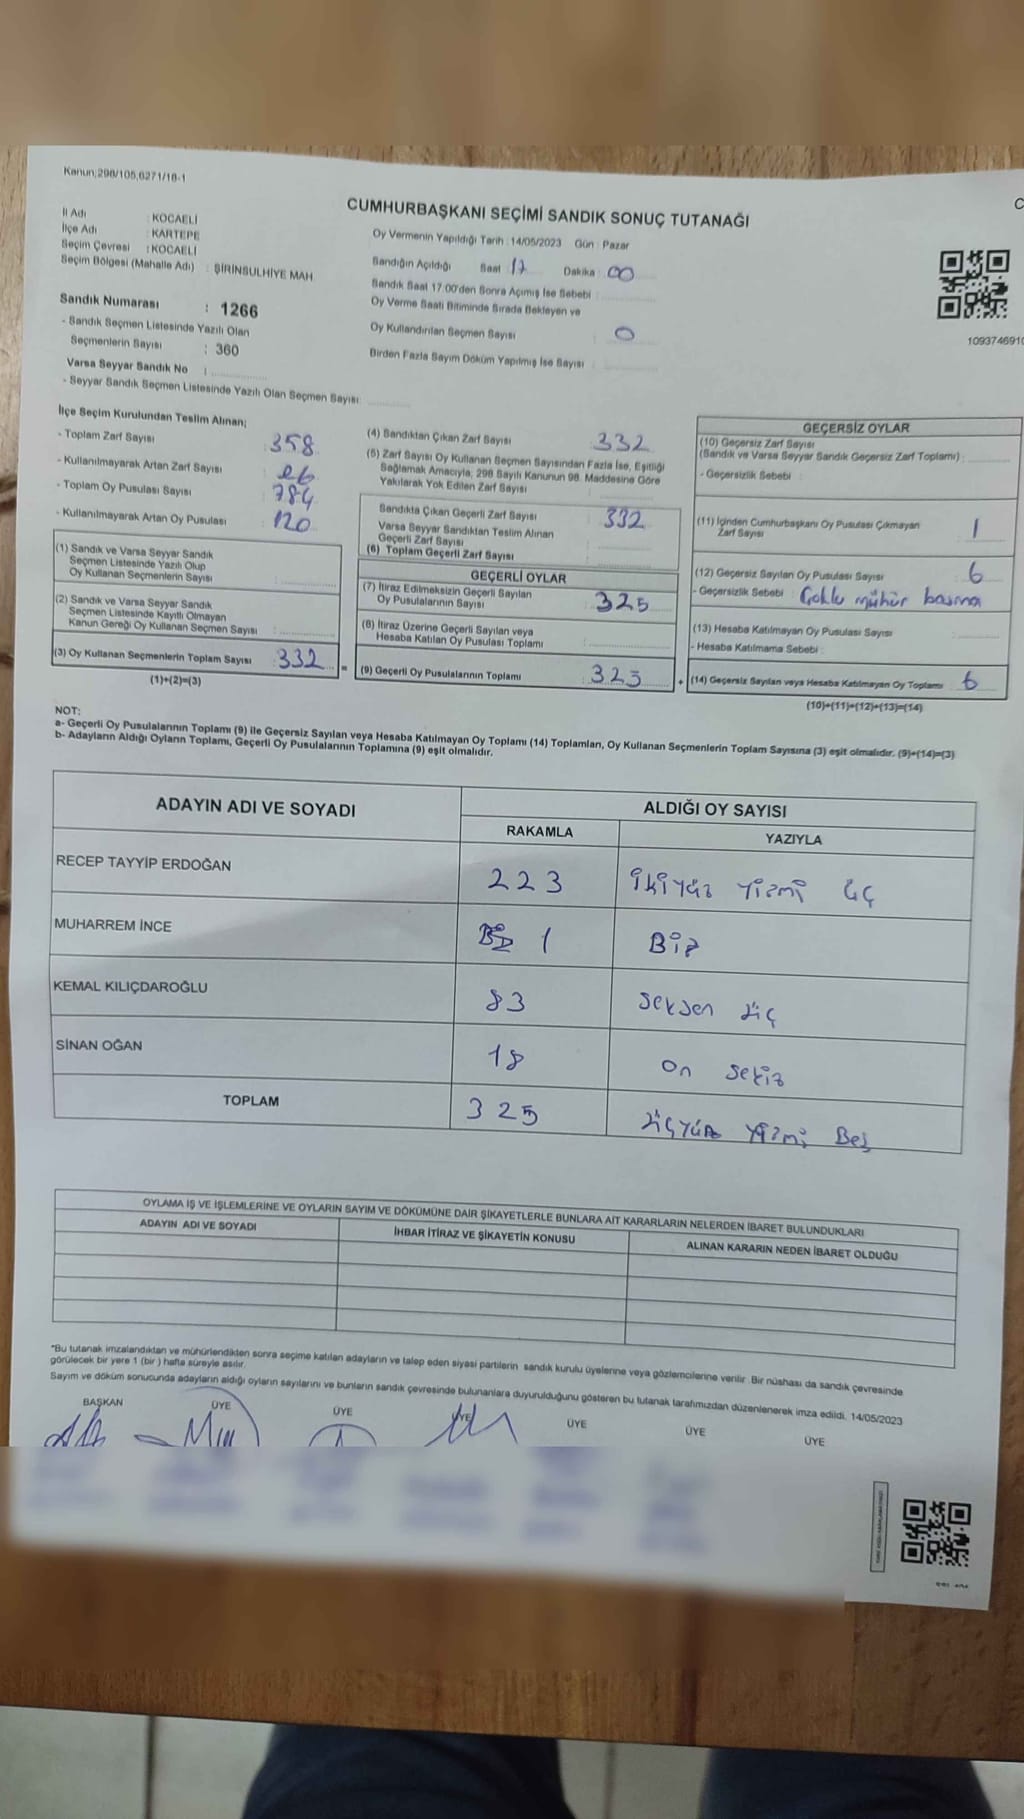 Kanun;298/105,6271/18-1
CUMHURBAŞKANI SEÇİMİ SANDIK SONUÇ TUTANAĞI
İl Adı : KOCAELİ
İlçe Adı : KARTEPE
Seçim Çevresi : KOCAELİ
Seçim Bölgesi (Mahalle Adı) : ŞİRİNSULHİYE MAH.
Sandık Numarası : 1266
- Sandık Seçmen Listesinde Yazılı Olan
Seçmenlerin Sayısı : 360
Varsa Seyyar Sandık No :
- Seyyar Sandık Seçmen Listesinde Yazılı Olan Seçmen Sayısı:
Oy Vermenin Yapıldığı Tarih : 14/05/2023 Gün : Pazar
Sandığın Açıldığı Saat : 17 Dakika : 00
Sandık Saat 17:00'den Sonra Açımış İse Sebebi :
Oy Verme Saati Bitiminde Sırada Bekleyen ve
Oy Kullandırılan Seçmen Sayısı : 0
Birden Fazla Sayım Döküm Yapılmış İse Sayısı :
1093746910
İlçe Seçim Kurulundan Teslim Alınan;
- Toplam Zarf Sayısı : 358
- Kullanılmayarak Artan Zarf Sayısı : 26
- Toplam Oy Pusulası Sayısı : 784
- Kullanılmayarak Artan Oy Pusulası : 120
(1) Sandık ve Varsa Seyyar Sandık
Seçmen Listesinde Yazılı Olup
Oy Kullanan Seçmenlerin Sayısı :
(2) Sandık ve Varsa Seyyar Sandık
Seçmen Listesinde Kayıtlı Olmayan
Kanun Gereği Oy Kullanan Seçmen Sayısı :
(3) Oy Kullanan Seçmenlerin Toplam Sayısı : 332 =
(1)+(2)=(3)
(4) Sandıktan Çıkan Zarf Sayısı : 332
(5) Zarf Sayısı Oy Kullanan Seçmen Sayısından Fazla İse, Eşitliği
Sağlamak Amacıyla, 298 Sayılı Kanunun 98. Maddesine Göre
Yakılarak Yok Edilen Zarf Sayısı :
Sandıkta Çıkan Geçerli Zarf Sayısı : 332
Varsa Seyyar Sandıktan Teslim Alınan
Geçerli Zarf Sayısı :
(6) Toplam Geçerli Zarf Sayısı :
GEÇERLİ OYLAR
(7) İtiraz Edilmeksizin Geçerli Sayılan
Oy Pusulalarının Sayısı : 325
(8) İtiraz Üzerine Geçerli Sayılan veya
Hesaba Katılan Oy Pusulası Toplamı :
(9) Geçerli Oy Pusulalarının Toplamı : 325 +
GEÇERSİZ OYLAR
(10) Geçersiz Zarf Sayısı
(Sandık ve Varsa Seyyar Sandık Geçersiz Zarf Toplamı) :
- Geçersizlik Sebebi :
(11) İçinden Cumhurbaşkanı Oy Pusulası Çıkmayan
Zarf Sayısı : 1
(12) Geçersiz Sayılan Oy Pusulası Sayısı : 6
- Geçersizlik Sebebi : Çoklu mühür basma
(13) Hesaba Katılmayan Oy Pusulası Sayısı :
- Hesaba Katılmama Sebebi :
(14) Geçersiz Sayılan veya Hesaba Katılmayan Oy Toplamı : 6
(10)+(11)+(12)+(13)=(14)
NOT:
a- Geçerli Oy Pusulalarının Toplamı (9) ile Geçersiz Sayılan veya Hesaba Katılmayan Oy Toplamı (14) Toplamları, Oy Kullanan Seçmenlerin Toplam Sayısına (3) eşit olmalıdır. (9)+(14)=(3)
b- Adayların Aldığı Oyların Toplamı, Geçerli Oy Pusulalarının Toplamına (9) eşit olmalıdır.
ADAYIN ADI VE SOYADI
ALDIĞI OY SAYISI
RAKAMLA YAZIYLA
RECEP TAYYİP ERDOĞAN 223 ikiyüz yirmi üç
MUHARREM İNCE 1 Bir
KEMAL KILIÇDAROĞLU 83 seksen üç
SİNAN OĞAN 18 on sekiz
TOPLAM 325 üçyüz yirmi Beş
OYLAMA İŞ VE İŞLEMLERİNE VE OYLARIN SAYIM VE DÖKÜMÜNE DAİR ŞİKAYETLERLE BUNLARA AİT KARARLARIN NELERDEN İBARET BULUNDUKLARI
ADAYIN ADI VE SOYADI İHBAR İTİRAZ VE ŞİKAYETİN KONUSU ALINAN KARARIN NEDEN İBARET OLDUĞU
*Bu tutanak imzalandıktan ve mühürlendikten sonra seçime katılan adayların ve talep eden siyasi partilerin sandık kurulu üyelerine veya gözlemcilerine verilir .Bir nüshası da sandık çevresinde
görülecek bir yere 1 (bir ) hafta süreyle asılır.
Sayım ve döküm sonucunda adayların aldığı oyların sayılarını ve bunların sandık çevresinde bulunanlara duyurulduğunu gösteren bu tutanak tarafımızdan düzenlenerek imza edildi. 14/05/2023
BAŞKAN ÜYE ÜYE ÜYE ÜYE ÜYE ÜYE